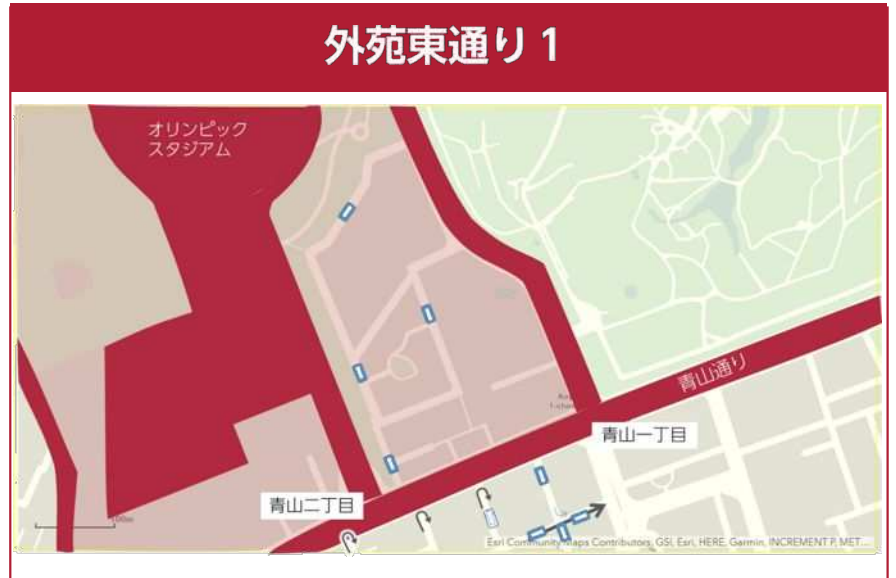 外苑東通り1
オリンピック
スタジアム
青山通り
青山一丁目
青山二丁目
100m
Esri Community Maps Contributors, GSI, Esri, HERE, Garmin, INCREMENT P, MET...